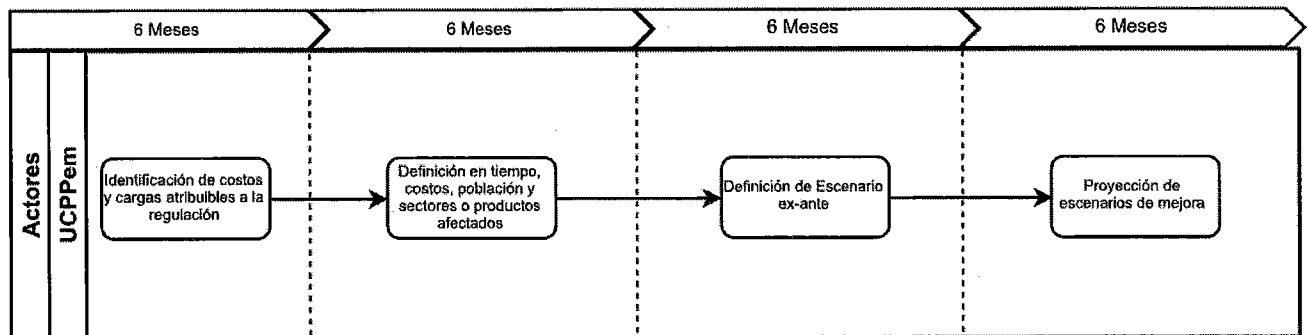 6 Meses
6 Meses
6 Meses
6 Meses
Actores
UCPPem
Identificación de costos
y cargas atribuibles a la
regulación
Definición en tiempo,
costos, población y
sectores o productos
afectados
Definición de Escenario
ex-ante
Proyección de
escenarios de mejora